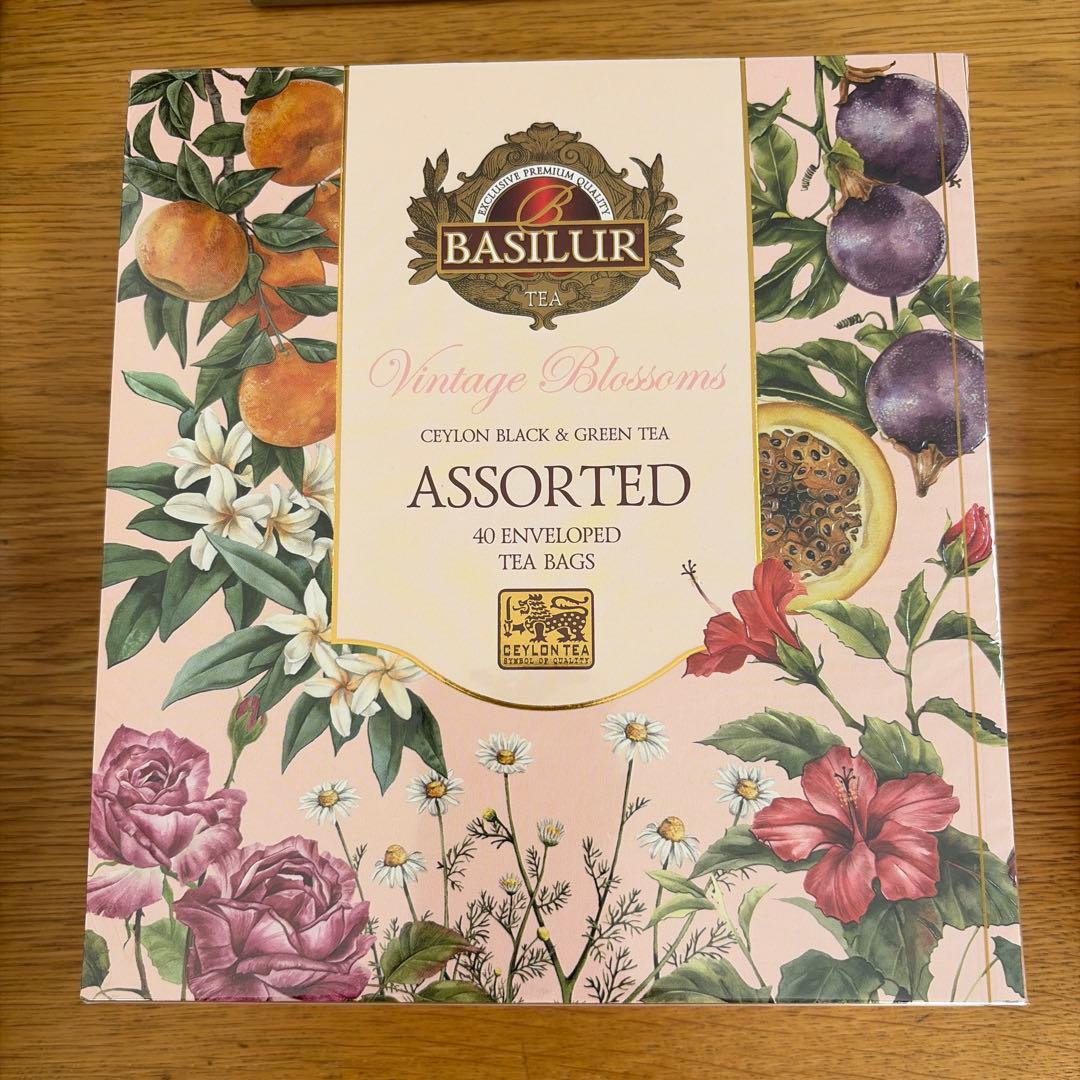 EXCLUSIVE PREMIUM QUALITY
B
BASILUR
TEA
Vintage Blossoms
CEYLON BLACK & GREEN TEA
ASSORTED
40 ENVELOPED
TEA BAGS
CEYLON TEA
SYMBOL OF QUALITY